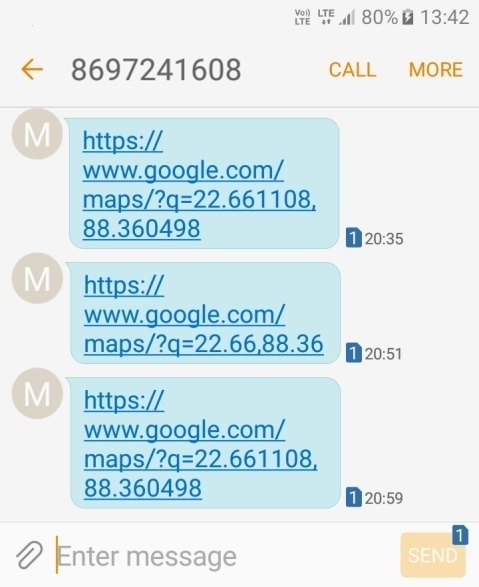 Vo)) LTE LTE 80% 13:42
8697241608 CALL MORE
M
https://
www.google.com/
maps/?q=22.661108,
88.360498
1 20:35
M
https://
www.google.com/
maps/?q=22.66,88.36
1 20:51
M
https://
www.google.com/
maps/?q=22.661108,
88.360498
1 20:59
Enter message
1
SEND